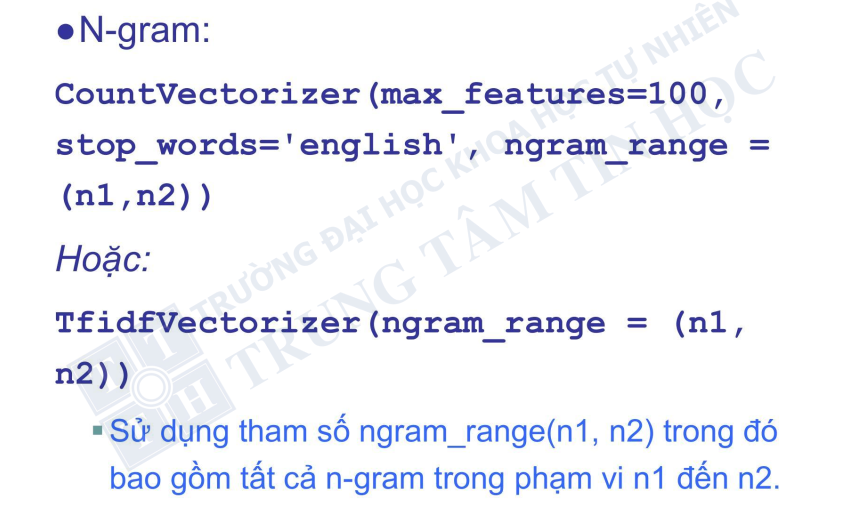 ●N-gram:
CountVectorizer(max_features=100,
stop_words='english', ngram_range =
(n1,n2))
Hoặc:
TfidfVectorizer(ngram_range = (n1,
n2))
▪Sử dụng tham số ngram_range(n1, n2) trong đó
bao gồm tất cả n-gram trong phạm vi n1 đến n2.
TRƯỜNG ĐẠI HỌC KHOA HỌC TỰ NHIÊN
TRUNG TÂM TIN HỌC